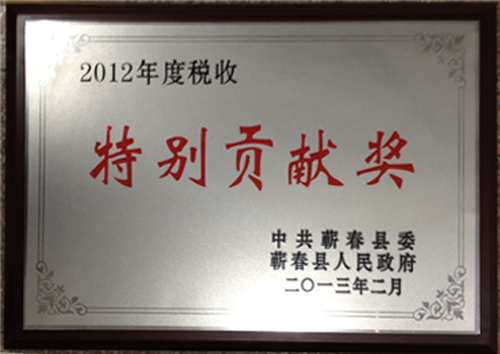 2012年度税收
特别贡献奖
中共蕲春县委
蕲春县人民政府
二〇一三年二月